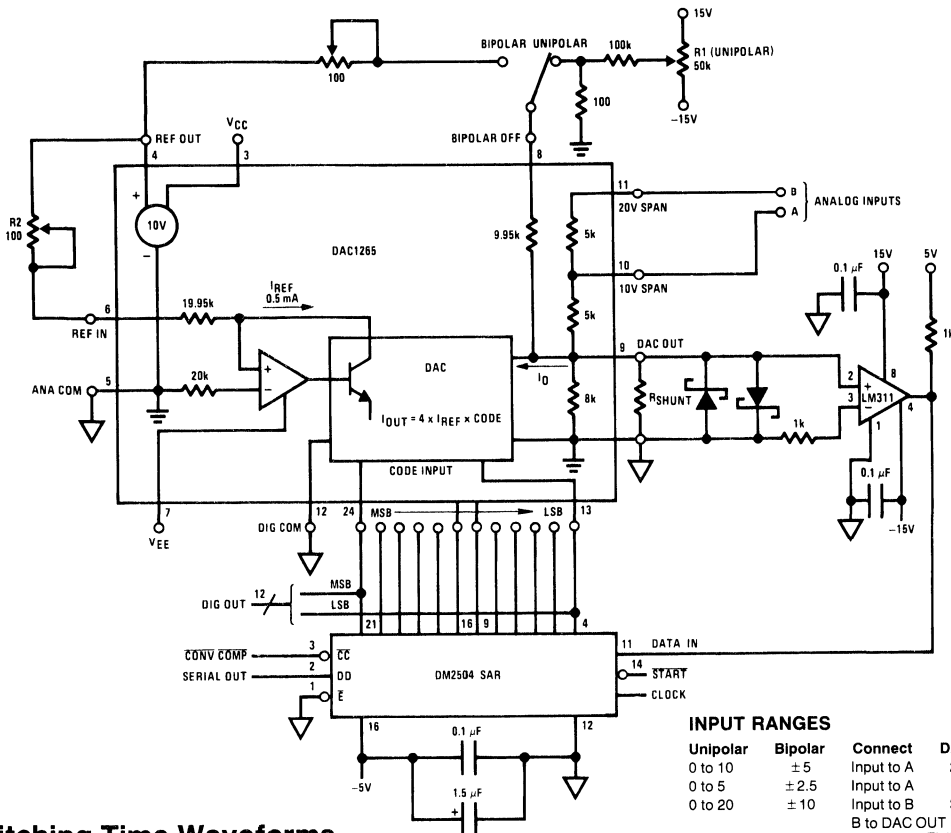 15V
BIPOLAR UNIPOLAR
100k
R1 (UNIPOLAR)
50k
100
100
-15V
VCC
REF OUT
4
3
BIPOLAR OFF
8
+
10V
-
R2
100
DAC1265
9.95k
5k
11
20V SPAN
B
A
ANALOG INPUTS
10
10V SPAN
5k
0.1 µF
15V
5V
6
REF IN
19.95k
IREF
0.5 mA
9
DAC OUT
1k
DAC
IO
ANA COM
5
20k
+
-
IOUT = 4 x IREF x CODE
8k
RSHUNT
2
3
+
-
8
LM311
4
1
1k
CODE INPUT
0.1 µF
-15V
7
VEE
12
DIG COM
24
MSB
LSB
13
DIG OUT
12
MSB
LSB
21
16
9
4
CONV COMP
3
CC
11
DATA IN
SERIAL OUT
2
DO
DM2504 SAR
14
START
1
E
CLOCK
16
12
0.1 µF
-5V
1.5 µF
+
INPUT RANGES
Unipolar Bipolar Connect D
0 to 10 ±5 Input to A
0 to 5 ±2.5 Input to A
0 to 20 ±10 Input to B
B to DAC OUT
itching Time Waveforms